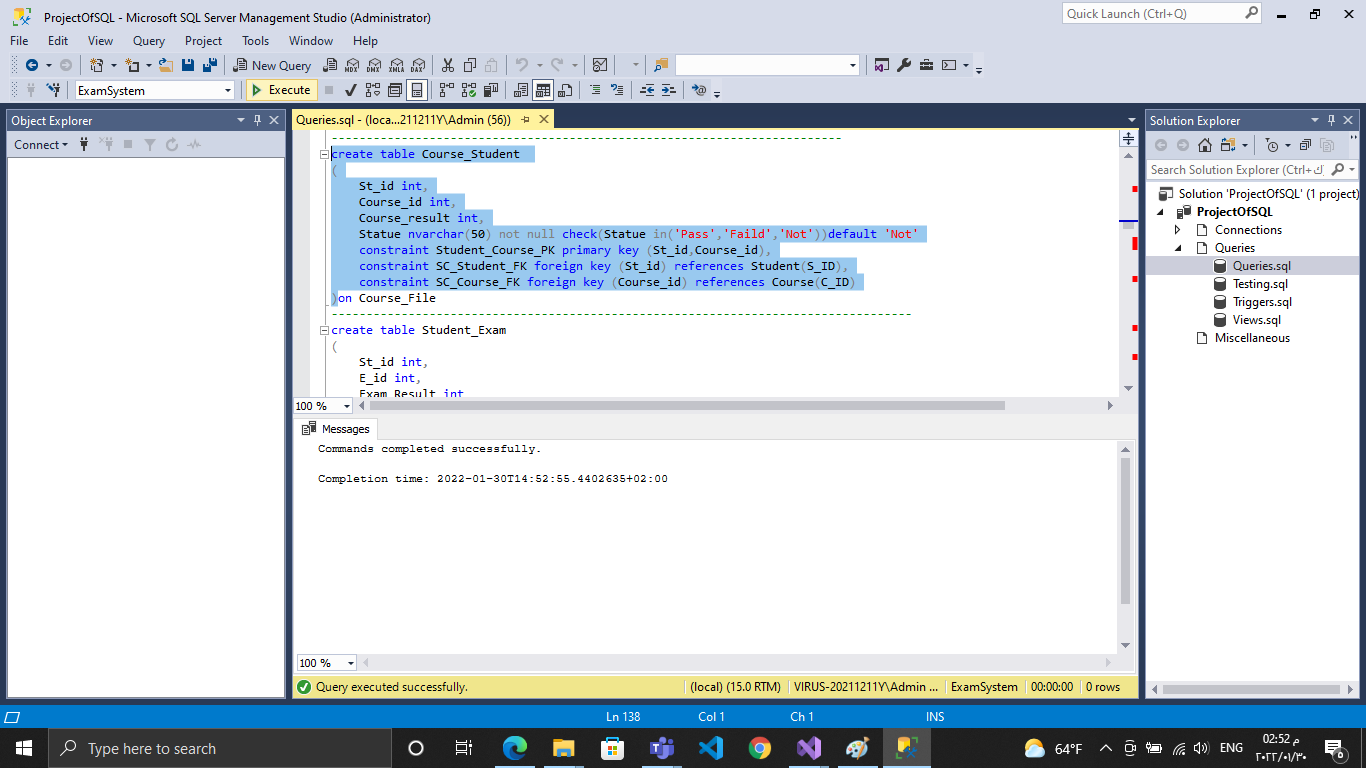 ProjectOfSQL - Microsoft SQL Server Management Studio (Administrator)
Quick Launch (Ctrl+Q)
File Edit View Query Project Tools Window Help
New Query MDX DMX XMLA DAX
ExamSystem Execute
Object Explorer
Connect
Queries.sql - (loca...211211Y\Admin (56))
--------------------------------------------------------------------------
create table Course_Student
(
St_id int,
Course_id int,
Course_result int,
Statue nvarchar(50) not null check(Statue in('Pass','Faild','Not'))default 'Not'
constraint Student_Course_PK primary key (St_id,Course_id),
constraint SC_Student_FK foreign key (St_id) references Student(S_ID),
constraint SC_Course_FK foreign key (Course_id) references Course(C_ID)
)on Course_File
------------------------------------------------------------------------------------
create table Student_Exam
(
St_id int,
E_id int,
Exam_Result int
100 %
Messages
Commands completed successfully.
Completion time: 2022-01-30T14:52:55.4402635+02:00
100 %
Query executed successfully. (local) (15.0 RTM) VIRUS-20211211Y\Admin ... ExamSystem 00:00:00 0 rows
Solution Explorer
Search Solution Explorer (Ctrl+ن)
Solution 'ProjectOfSQL' (1 project)
ProjectOfSQL
Connections
Queries
Queries.sql
Testing.sql
Triggers.sql
Views.sql
Miscellaneous
Ln 138 Col 1 Ch 1 INS
Type here to search
64°F ENG
02:52 م
٢٠٢٢/٠١/٣٠